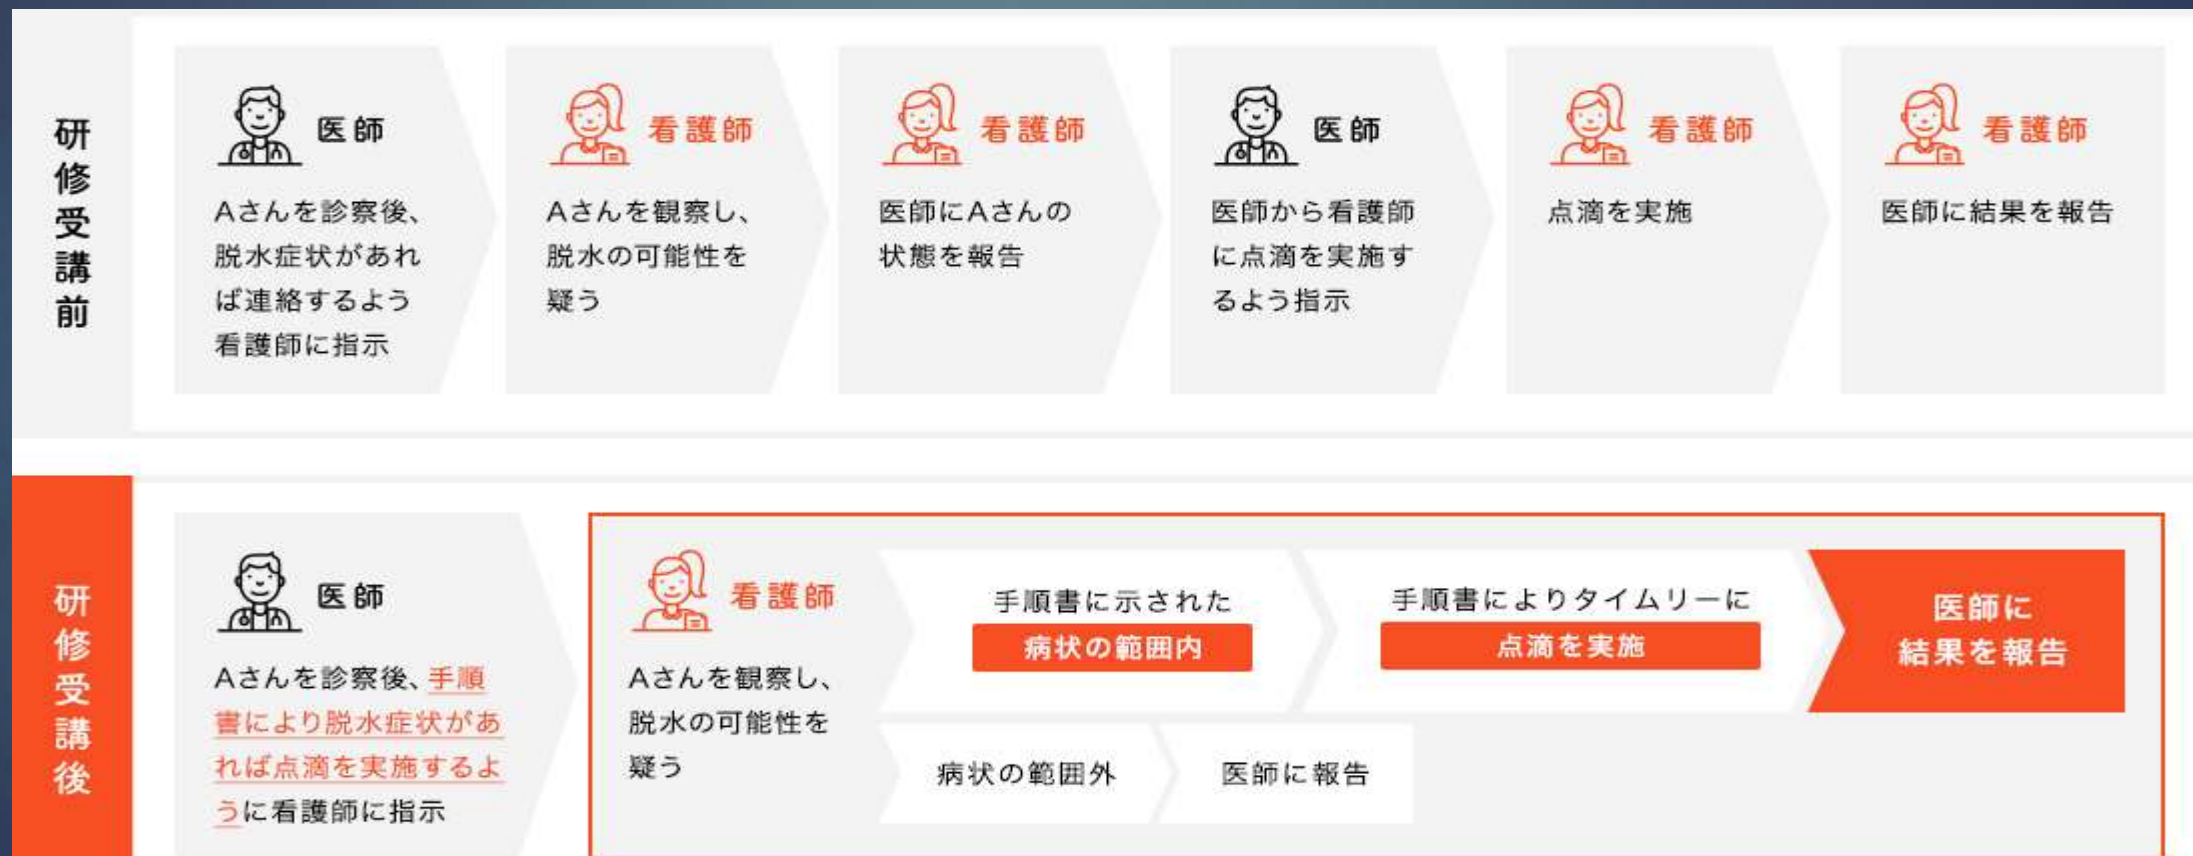 研修受講前
医師
Aさんを診察後、
脱水症状があれ
ば連絡するよう
看護師に指示
看護師
Aさんを観察し、
脱水の可能性を
疑う
看護師
医師にAさんの
状態を報告
医師
医師から看護師
に点滴を実施す
るよう指示
看護師
点滴を実施
看護師
医師に結果を報告
研修受講後
医師
Aさんを診察後、手順
書により脱水症状があ
れば点滴を実施するよ
うに看護師に指示
看護師
Aさんを観察し、
脱水の可能性を
疑う
手順書に示された
病状の範囲内
手順書によりタイムリーに
点滴を実施
医師に
結果を報告
病状の範囲外
医師に報告